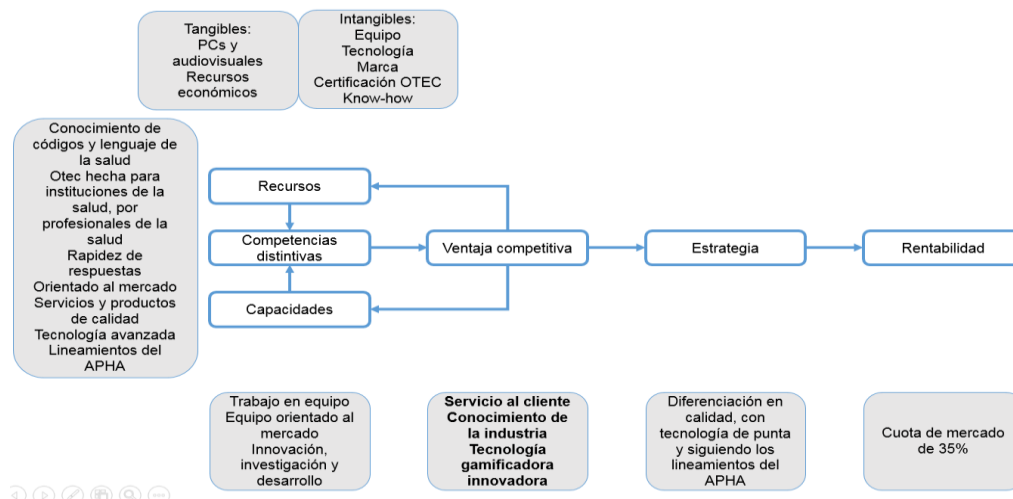 Tangibles:
PCs y
audiovisuales
Recursos
económicos
Intangibles:
Equipo
Tecnología
Marca
Certificación OTEC
Know-how
Conocimiento de
códigos y lenguaje de
la salud
Otec hecha para
instituciones de la
salud, por
profesionales de la
salud
Rapidez de
respuestas
Orientado al mercado
Servicios y productos
de calidad
Tecnología avanzada
Lineamientos del
APHA
Recursos
Competencias
distintivas
Capacidades
Ventaja competitiva
Estrategia
Rentabilidad
Trabajo en equipo
Equipo orientado al
mercado
Innovación,
investigación y
desarrollo
Servicio al cliente
Conocimiento de
la industria
Tecnología
gamificadora
innovadora
Diferenciación en
calidad, con
tecnología de punta
y siguiendo los
lineamientos del
APHA
Cuota de mercado
de 35%